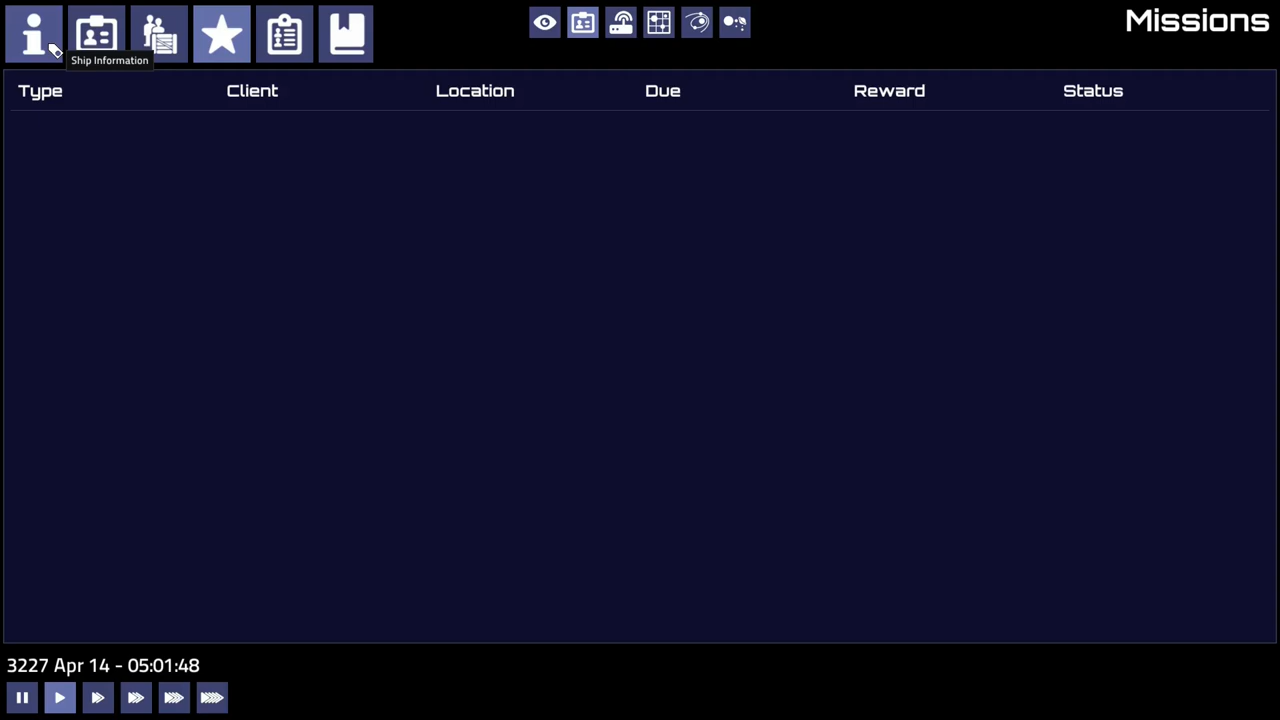 Missions
Ship Information
Type Client Location Due Reward Status
3227 Apr 14 - 05:01:48